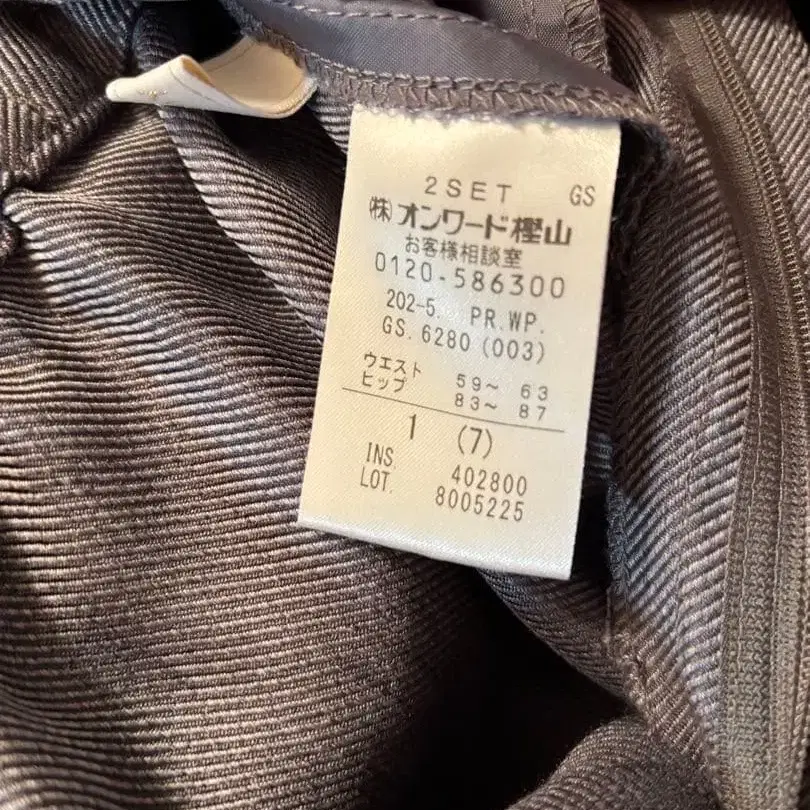 2SET GS
㈱オンワード樫山
お客様相談室
0120-586300
202-5. PR.WP.
GS.6280(003)
ウエスト 59～ 63
ヒップ 83～ 87
1 (7)
INS. 402800
LOT. 8005225